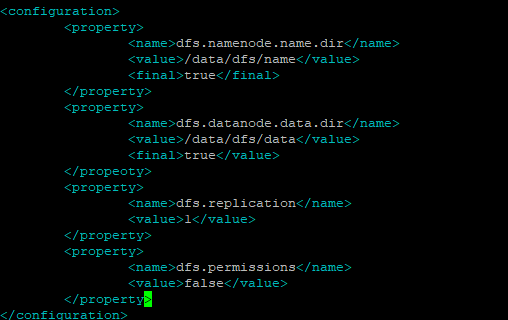 <configuration>
        <property>
                <name>dfs.namenode.name.dir</name>
                <value>/data/dfs/name</value>
                <final>true</final>
        </property>
        <property>
                <name>dfs.datanode.data.dir</name>
                <value>/data/dfs/data</value>
                <final>true</value>
        </propeoty>
        <property>
                <name>dfs.replication</name>
                <value>1</value>
        </property>
        <property>
                <name>dfs.permissions</name>
                <value>false</value>
        </property>
</configuration>